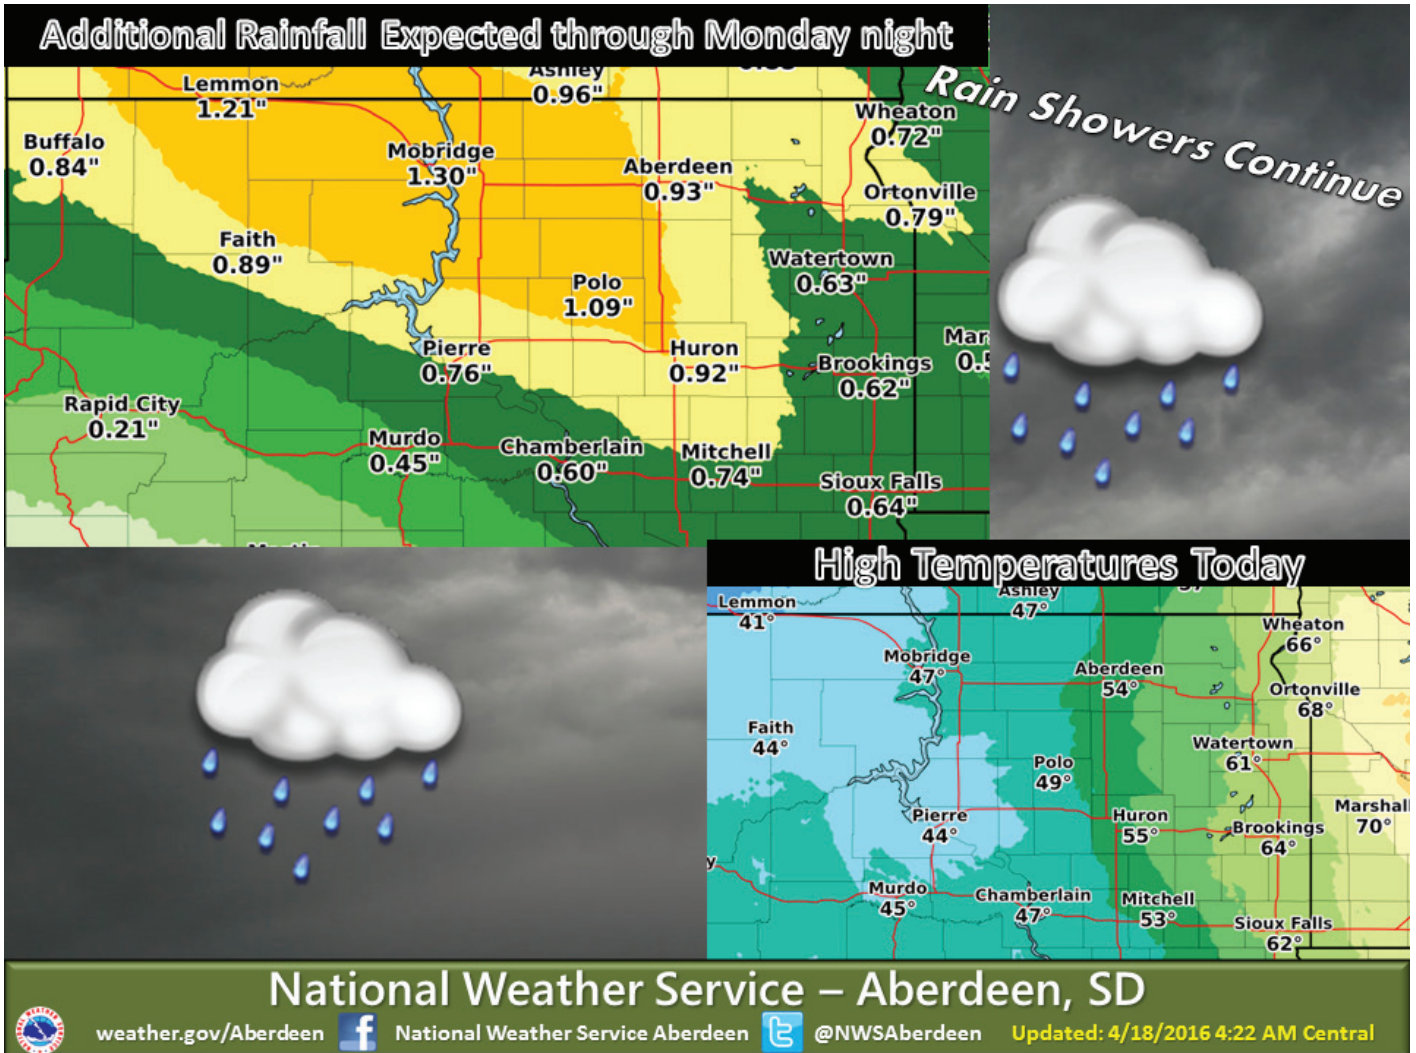 Additional Rainfall Expected through Monday night
Rain Showers Continue
Lemmon
1.21"
Ashley
0.96"
Wheaton
0.72"
Buffalo
0.84"
Mobridge
1.30"
Aberdeen
0.93"
Ortonville
0.79"
Faith
0.89"
Watertown
0.63"
Polo
1.09"
Pierre
0.76"
Huron
0.92"
Brookings
0.62"
Mar
0.5
Rapid City
0.21"
Murdo
0.45"
Chamberlain
0.60"
Mitchell
0.74"
Sioux Falls
0.64"
High Temperatures Today
Lemmon
41°
Ashley
47°
Wheaton
66°
Mobridge
47°
Aberdeen
54°
Ortonville
68°
Faith
44°
Watertown
61°
Polo
49°
Pierre
44°
Huron
55°
Brookings
64°
Marshall
70°
y
Murdo
45°
Chamberlain
47°
Mitchell
53°
Sioux Falls
62°
National Weather Service – Aberdeen, SD
weather.gov/Aberdeen f National Weather Service Aberdeen t @NWSAberdeen Updated: 4/18/2016 4:22 AM Central